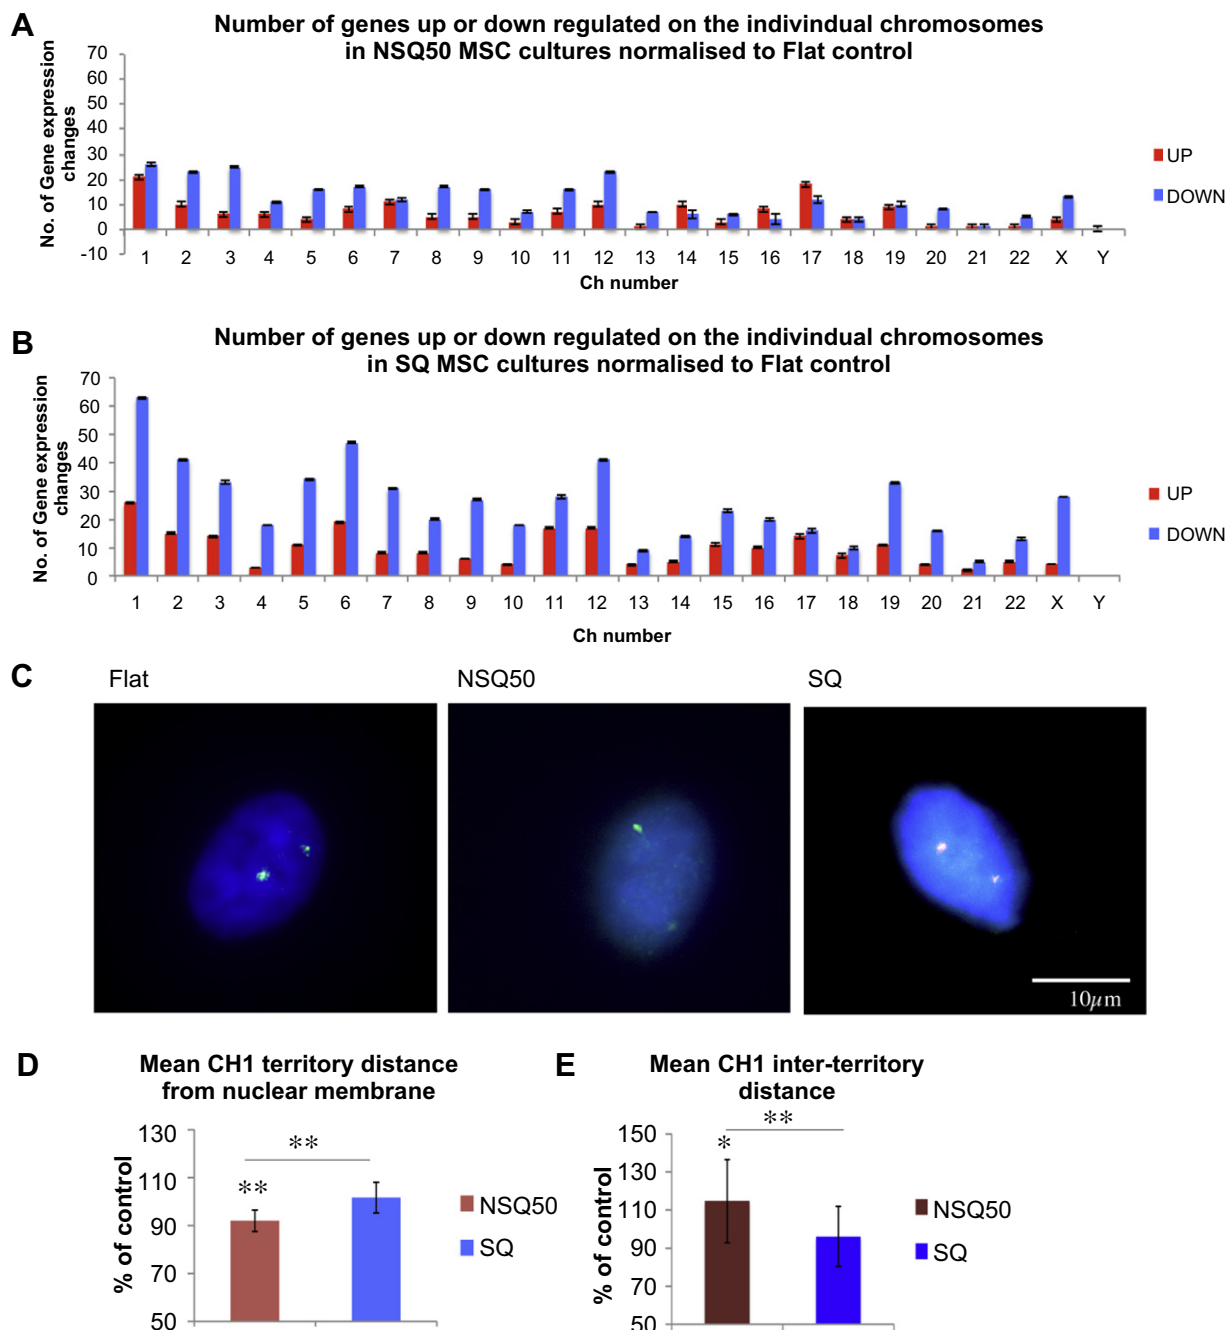 A
Number of genes up or down regulated on the indivindual chromosomes
in NSQ50 MSC cultures normalised to Flat control
No. of Gene expression
changes
70
60
50
40
30
20
10
0
-10
1 2 3 4 5 6 7 8 9 10 11 12 13 14 15 16 17 18 19 20 21 22 X Y
Ch number
UP
DOWN
B
Number of genes up or down regulated on the indivindual chromosomes
in SQ MSC cultures normalised to Flat control
No. of Gene expression
changes
70
60
50
40
30
20
10
0
1 2 3 4 5 6 7 8 9 10 11 12 13 14 15 16 17 18 19 20 21 22 X Y
Ch number
UP
DOWN
C
Flat
NSQ50
SQ
10μm
D
Mean CH1 territory distance
from nuclear membrane
% of control
130
110
90
70
50
**
**
NSQ50
SQ
E
Mean CH1 inter-territory
distance
% of control
150
130
110
90
70
50
**
*
NSQ50
SQ